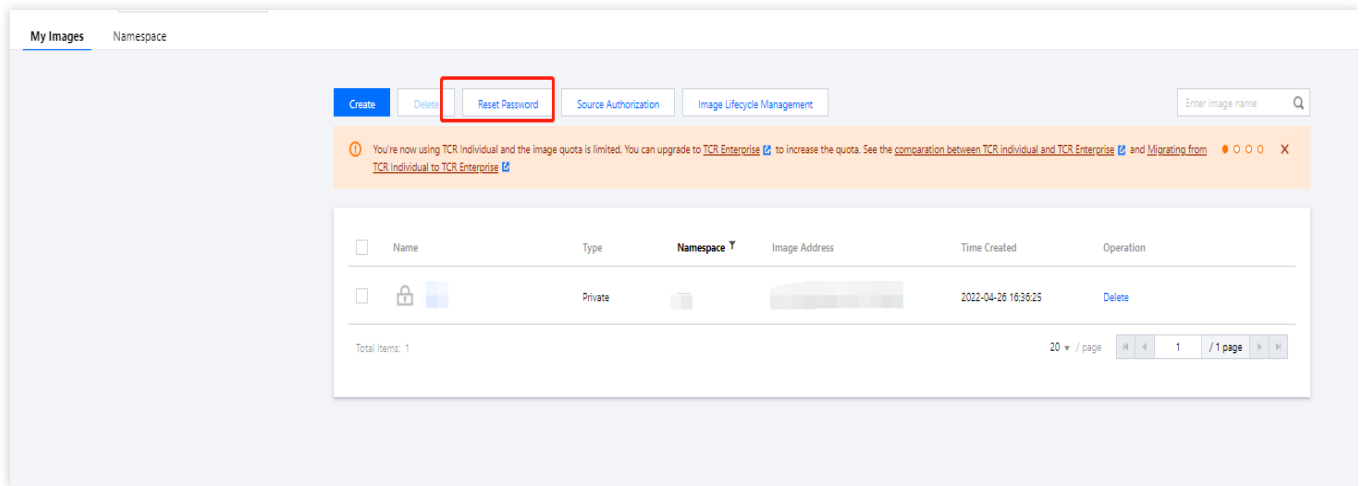 My Images Namespace
Create Delete Reset Password Source Authorization Image Lifecycle Management Enter image name
You're now using TCR Individual and the image quota is limited. You can upgrade to TCR Enterprise to increase the quota. See the comparation between TCR individual and TCR Enterprise and Migrating from
TCR Individual to TCR Enterprise
Name Type Namespace Image Address Time Created Operation
Private 2022-04-26 16:36:25 Delete
Total items: 1 20 / page 1 / 1 page